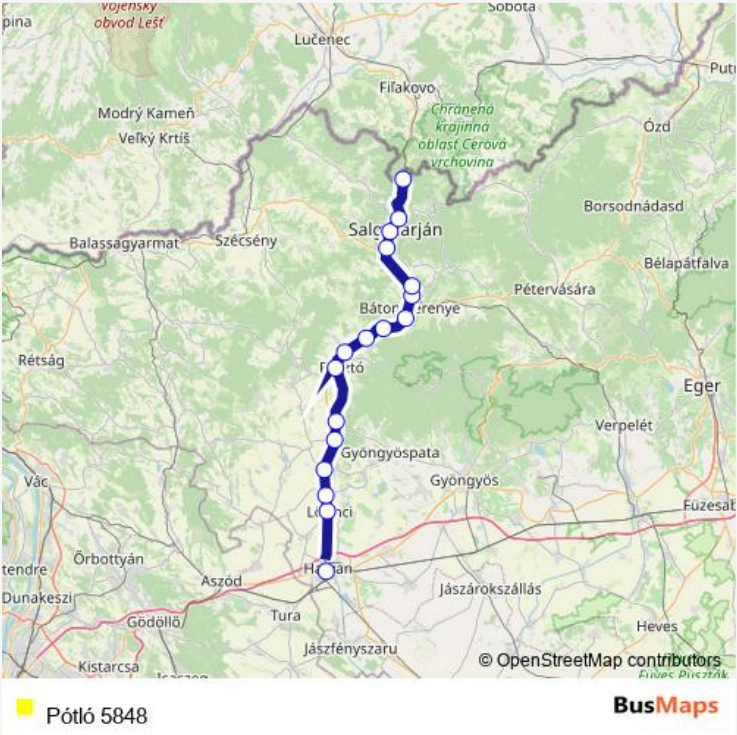 Vojenský
obvod Lešť
Sobota
pina
Lučenec
Putn
Fiľakovo
Modrý Kameň
Chránená
krajinná
oblasť Cerová
vrchovina
Ózd
Veľký Krtíš
Borsodnádasd
Balassagyarmat
Szécsény
Bélapátfalva
Pétervására
Rétság
Eger
Verpelét
Gyöngyöspata
Vác
Gyöngyös
Füzesab
Örbottyán
tendre
Aszód
Jászárokszállás
Dunakeszi
Gödöllő
Tura
Heves
Jászfényszaru
Kistarcsa
© OpenStreetMap contributors
Pótló 5848
BusMaps